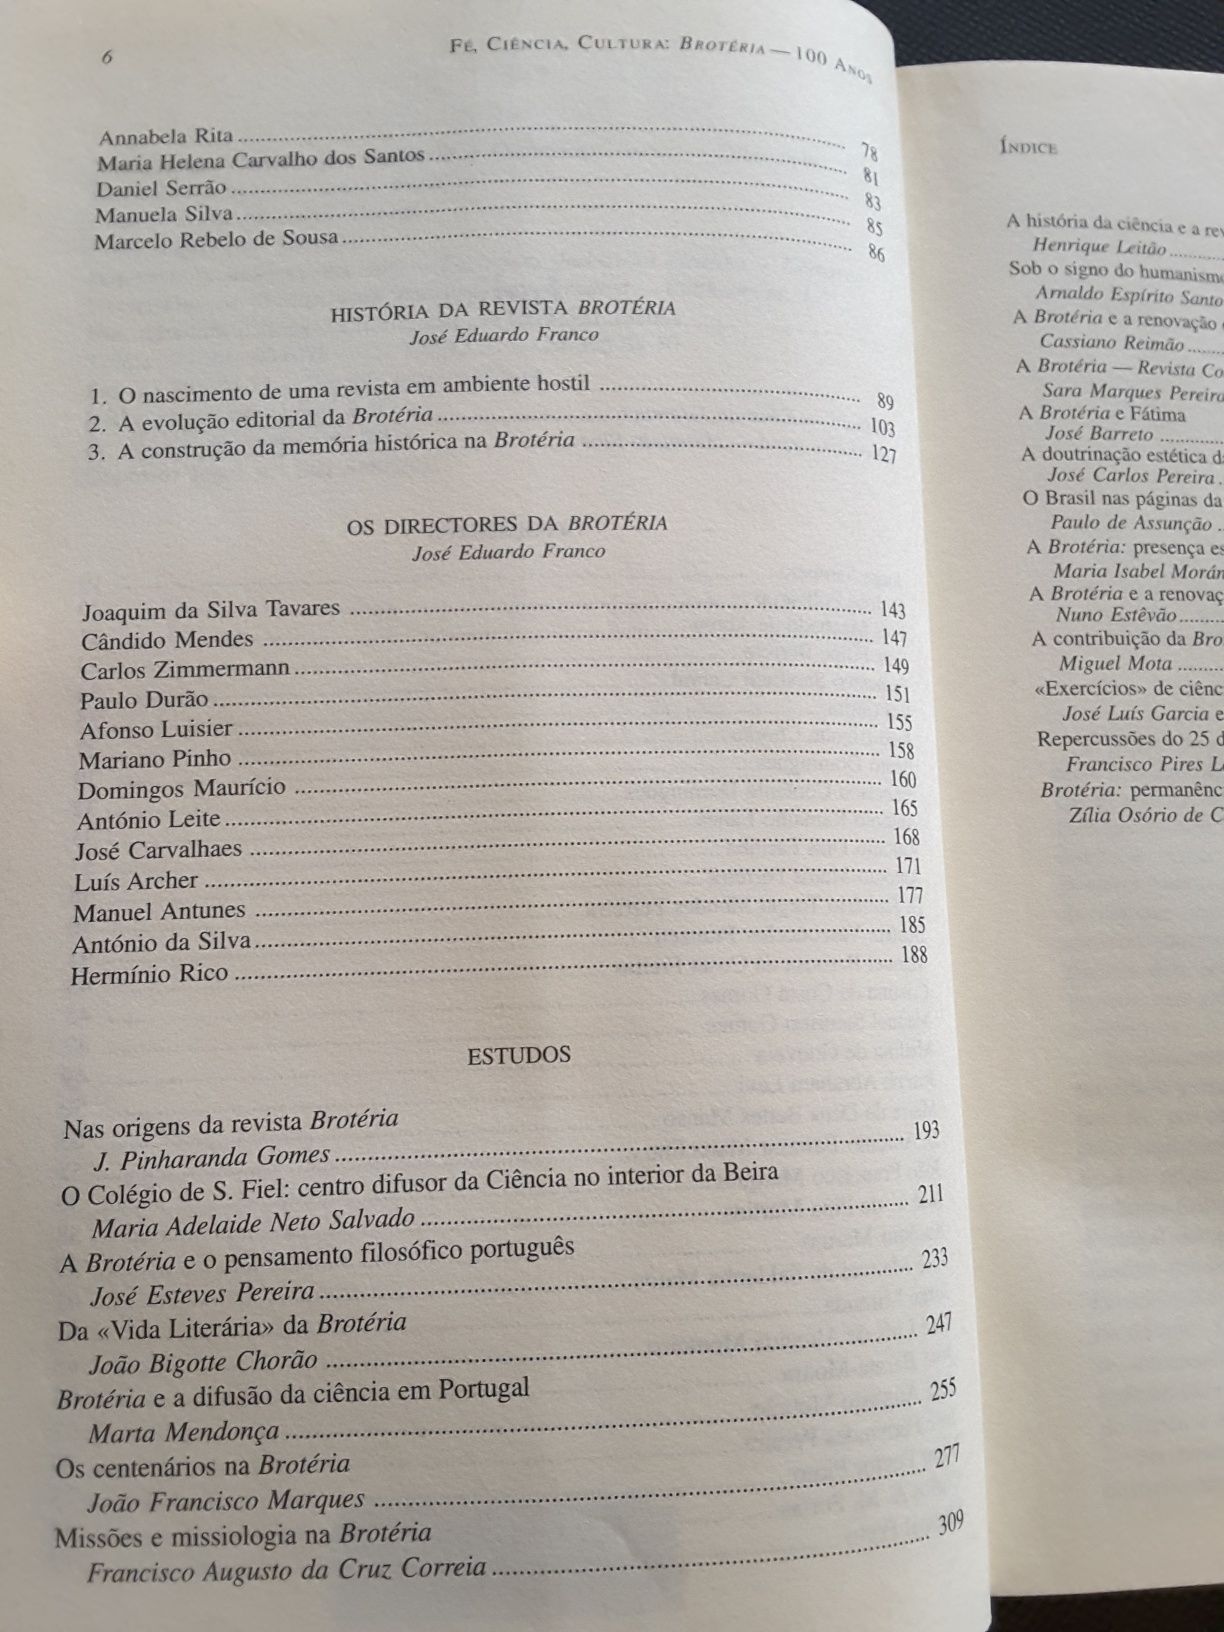 6
FÉ, CIÊNCIA, CULTURA: BROTÉRIA — 100 ANOS
Annabela Rita ........ 78
Maria Helena Carvalho dos Santos ........ 81
Daniel Serrão ........ 83
Manuela Silva ........ 85
Marcelo Rebelo de Sousa ........ 86
HISTÓRIA DA REVISTA BROTÉRIA
José Eduardo Franco
1. O nascimento de uma revista em ambiente hostil ........ 89
2. A evolução editorial da Brotéria ........ 103
3. A construção da memória histórica na Brotéria ........ 127
OS DIRECTORES DA BROTÉRIA
José Eduardo Franco
Joaquim da Silva Tavares ........ 143
Cândido Mendes ........ 147
Carlos Zimmermann ........ 149
Paulo Durão ........ 151
Afonso Luisier ........ 155
Mariano Pinho ........ 158
Domingos Maurício ........ 160
António Leite ........ 165
José Carvalhaes ........ 168
Luís Archer ........ 171
Manuel Antunes ........ 177
António da Silva ........ 185
Hermínio Rico ........ 188
ESTUDOS
Nas origens da revista Brotéria
J. Pinharanda Gomes ........ 193
O Colégio de S. Fiel: centro difusor da Ciência no interior da Beira
Maria Adelaide Neto Salvado ........ 211
A Brotéria e o pensamento filosófico português
José Esteves Pereira ........ 233
Da «Vida Literária» da Brotéria
João Bigotte Chorão ........ 247
Brotéria e a difusão da ciência em Portugal
Marta Mendonça ........ 255
Os centenários na Brotéria
João Francisco Marques ........ 277
Missões e missiologia na Brotéria
Francisco Augusto da Cruz Correia ........ 309
ÍNDICE
A história da ciência e a rev
Henrique Leitão ........
Sob o signo do humanismo
Arnaldo Espírito Santo
A Brotéria e a renovação
Cassiano Reimão ........
A Brotéria — Revista Co
Sara Marques Pereira
A Brotéria e Fátima
José Barreto ........
A doutrinação estética d
José Carlos Pereira .
O Brasil nas páginas da
Paulo de Assunção ..
A Brotéria: presença es
Maria Isabel Morán
A Brotéria e a renovaç
Nuno Estêvão ........
A contribuição da Bro
Miguel Mota ........
«Exercícios» de ciênc
José Luís Garcia e
Repercussões do 25 d
Francisco Pires L
Brotéria: permanênc
Zília Osório de C